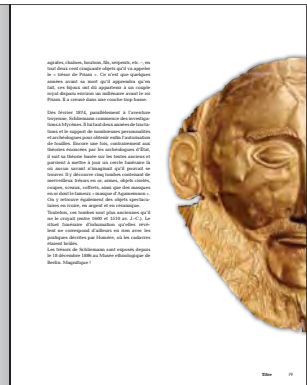 agrafes, chaînes, boutons, fils, serpents, etc. –, en
tout deux cent cinquante objets qu'il va appeler
le « trésor de Priam ». Ce n'est que quelques
années avant sa mort qu'il apprendra qu'en
fait, ces bijoux ont dû appartenir à un couple
royal disparu environ un millénaire avant le roi
Priam. Il a creusé dans une couche trop basse.
Dès février 1874, parallèlement à l'aventure
troyenne, Schliemann commence des investiga-
tions à Mycènes. Il lui faut deux années de tracta-
tions et le support de nombreuses personnalités
et archéologues pour obtenir enfin l'autorisation
de fouilles. Encore une fois, contrairement aux
théories énoncées par les archéologues d'État,
il suit sa théorie basée sur les textes anciens et
parvient à mettre à jour un cercle funéraire là
où aucun savant n'imaginait qu'il pouvait se
trouver. Il y découvre cinq tombes contenant de
merveilleux trésors en or, armes, objets ciselés,
coupes, sceaux, coffrets, ainsi que des masques
en or dont le fameux « masque d'Agamemnon ».
On y retrouve également des objets spectacu-
laires en ivoire, en argent et en céramique.
Toutefois, ces tombes sont plus anciennes qu'il
ne le croyait (entre 1600 et 1510 av. J.-C.). Le
rituel funéraire d'inhumation qu'elles révè-
lent ne correspond d'ailleurs en rien avec les
pratiques décrites par Homère, où les cadavres
étaient brûlés.
Les trésors de Schliemann sont exposés depuis
le 18 décembre 1886 au Musée ethnologique de
Berlin. Magnifique !
Titre 19